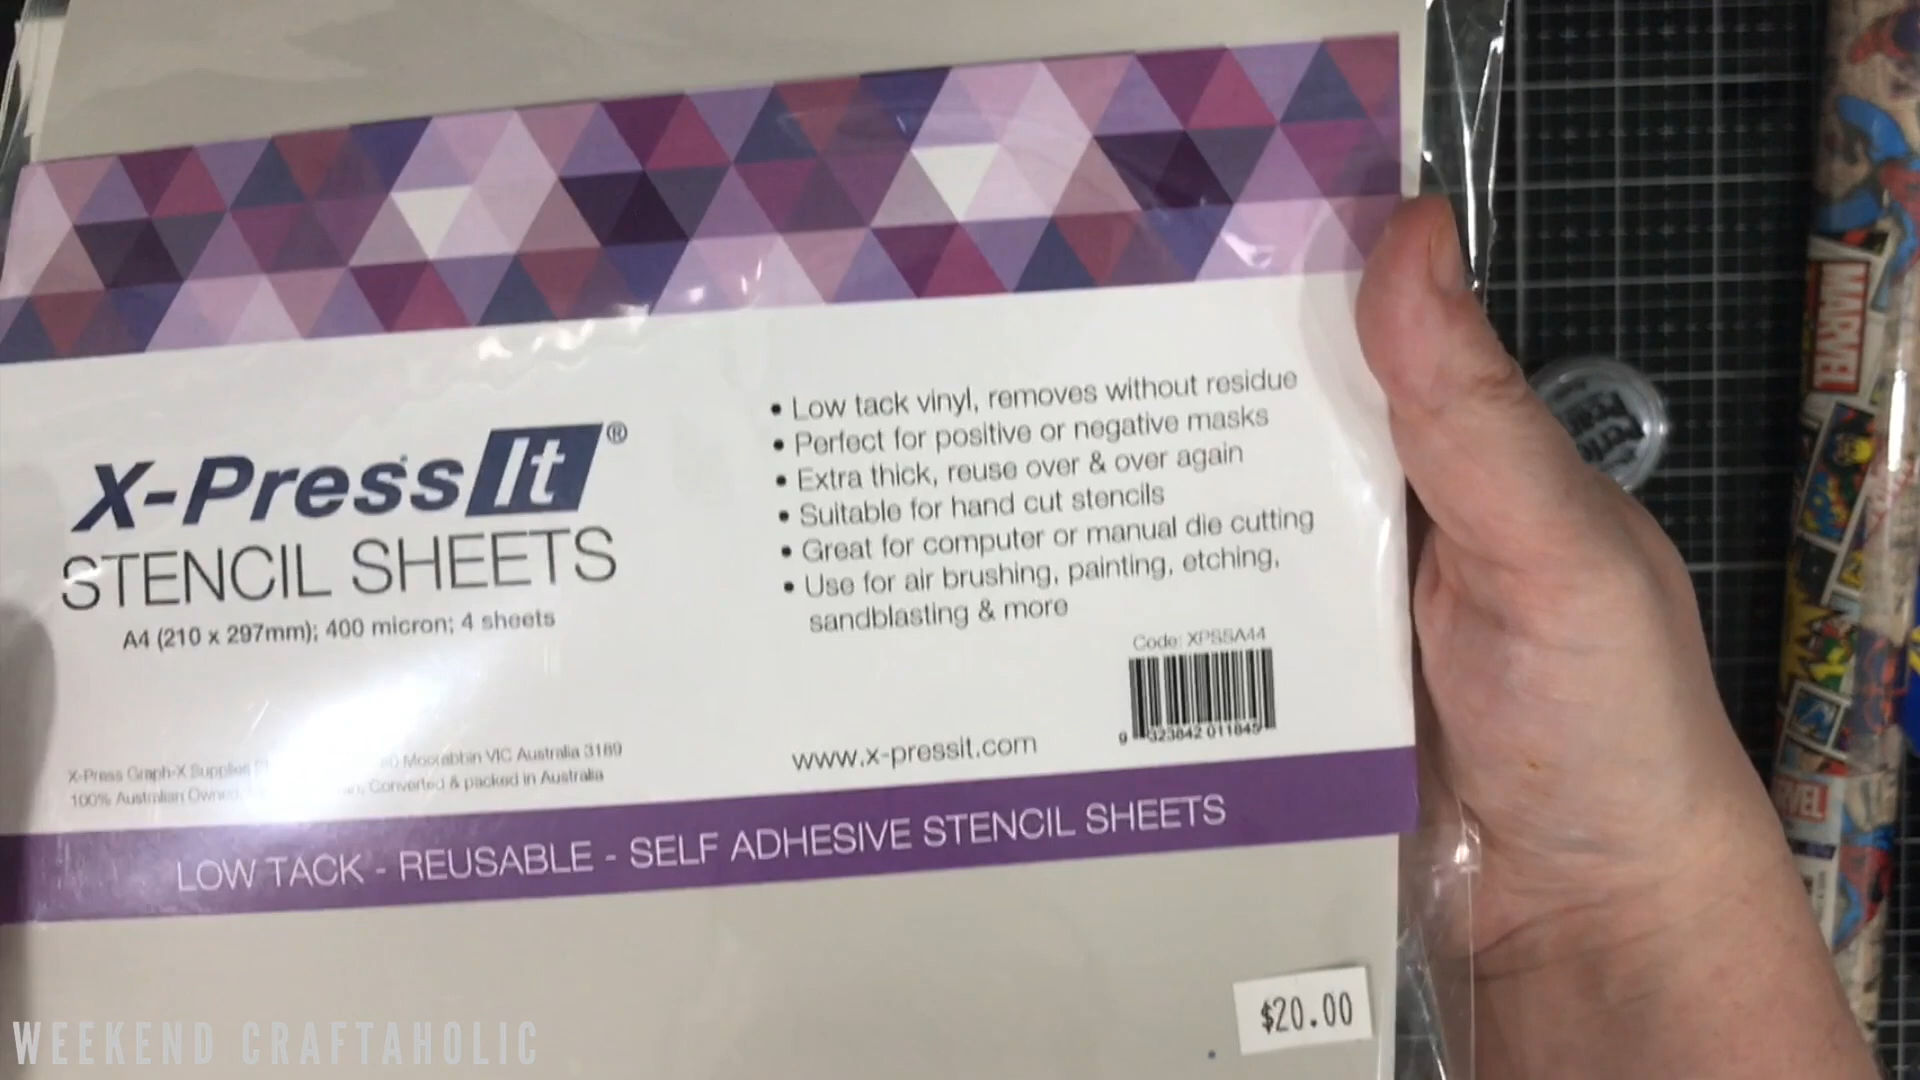 X-Press It®
STENCIL SHEETS
A4 (210 x 297mm); 400 micron; 4 sheets
• Low tack vinyl, removes without residue
• Perfect for positive or negative masks
• Extra thick, reuse over & over again
• Suitable for hand cut stencils
• Great for computer or manual die cutting
• Use for air brushing, painting, etching,
sandblasting & more
Code: XPSSA44
9 323842 011845
www.x-pressit.com
X-Press Graph-X Supplies Moorabbin VIC Australia 3189
100% Australian Owned, Converted & packed in Australia
LOW TACK - REUSABLE - SELF ADHESIVE STENCIL SHEETS
$20.00
MARVEL
WEEKEND CRAFTAHOLIC